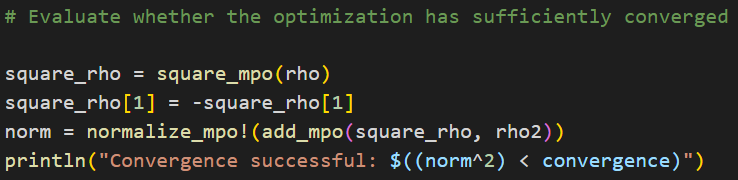 # Evaluate whether the optimization has sufficiently converged
square_rho = square_mpo(rho)
square_rho[1] = -square_rho[1]
norm = normalize_mpo!(add_mpo(square_rho, rho2))
println("Convergence successful: $((norm^2) < convergence)")